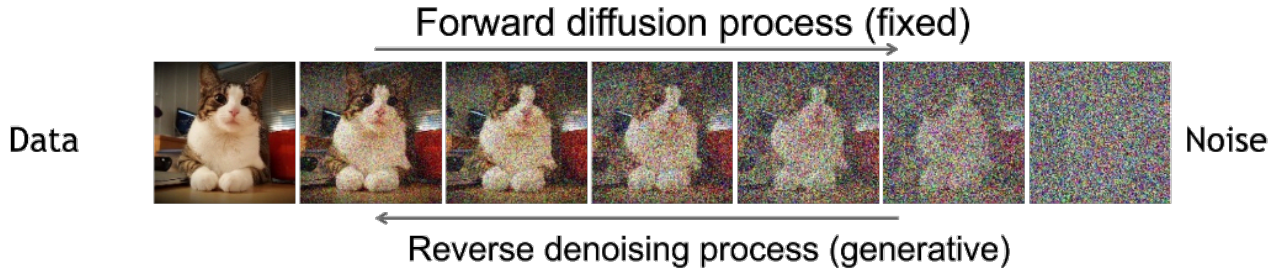 Forward diffusion process (fixed)
Data
Noise
Reverse denoising process (generative)